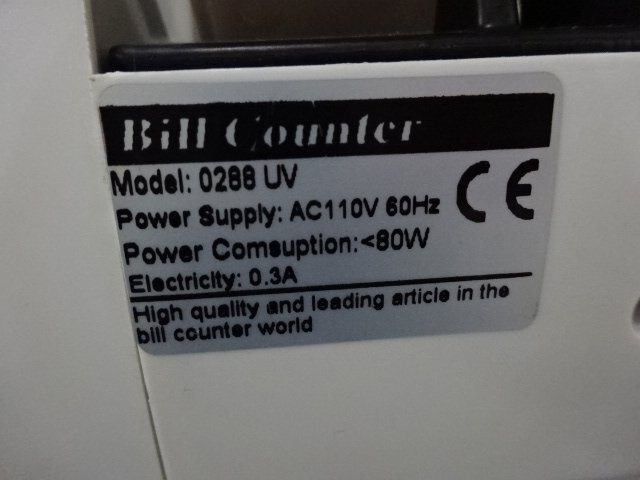 Bill Counter
Model: 0288 UV
Power Supply: AC110V 60Hz
Power Comsuption:<80W
Electricity: 0.3A
CE
High quality and leading article in the
bill counter world